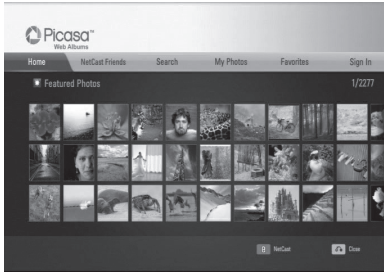 Picasa™
Web Albums
Home NetCast Friends Search My Photos Favorites Sign In
Featured Photos 1/2277
NetCast Close